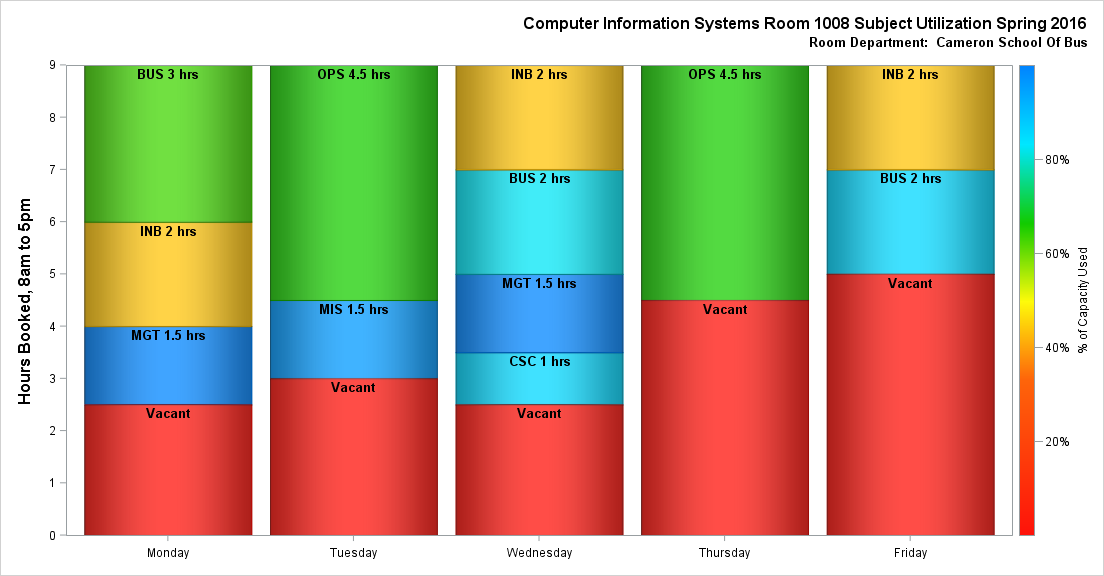 Computer Information Systems Room 1008 Subject Utilization Spring 2016
Room Department:  Cameron School Of Bus
Hours Booked, 8am to 5pm
9
8
7
6
5
4
3
2
1
0
BUS 3 hrs
INB 2 hrs
MGT 1.5 hrs
Vacant
OPS 4.5 hrs
MIS 1.5 hrs
Vacant
INB 2 hrs
BUS 2 hrs
MGT 1.5 hrs
CSC 1 hrs
Vacant
OPS 4.5 hrs
Vacant
INB 2 hrs
BUS 2 hrs
Vacant
Monday
Tuesday
Wednesday
Thursday
Friday
80%
60%
40%
20%
% of Capacity Used